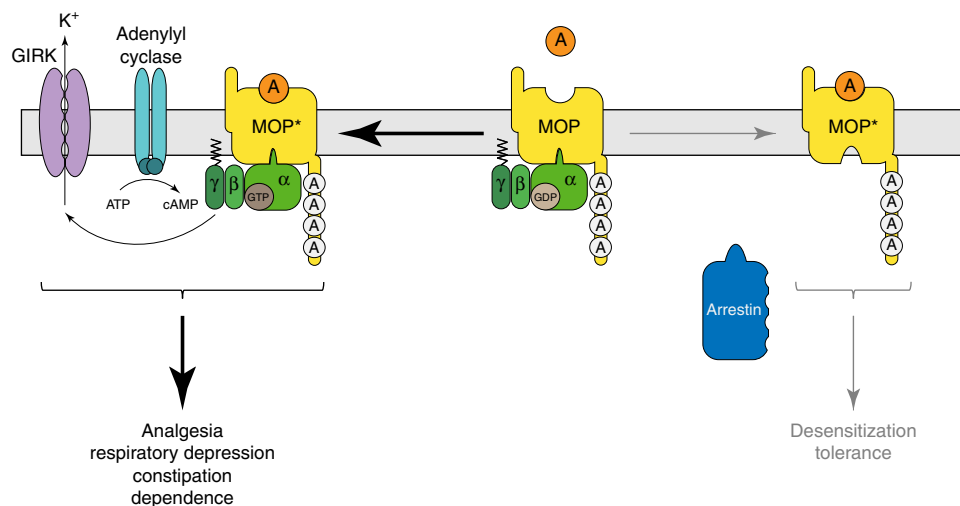 K+
GIRK
Adenylyl
cyclase
A
A
A
MOP*
MOP
MOP*
γ
β
α
GTP
γ
β
α
GDP
ATP
cAMP
A
A
A
A
A
A
A
A
A
A
A
A
Arrestin
Analgesia
respiratory depression
constipation
dependence
Desensitization
tolerance